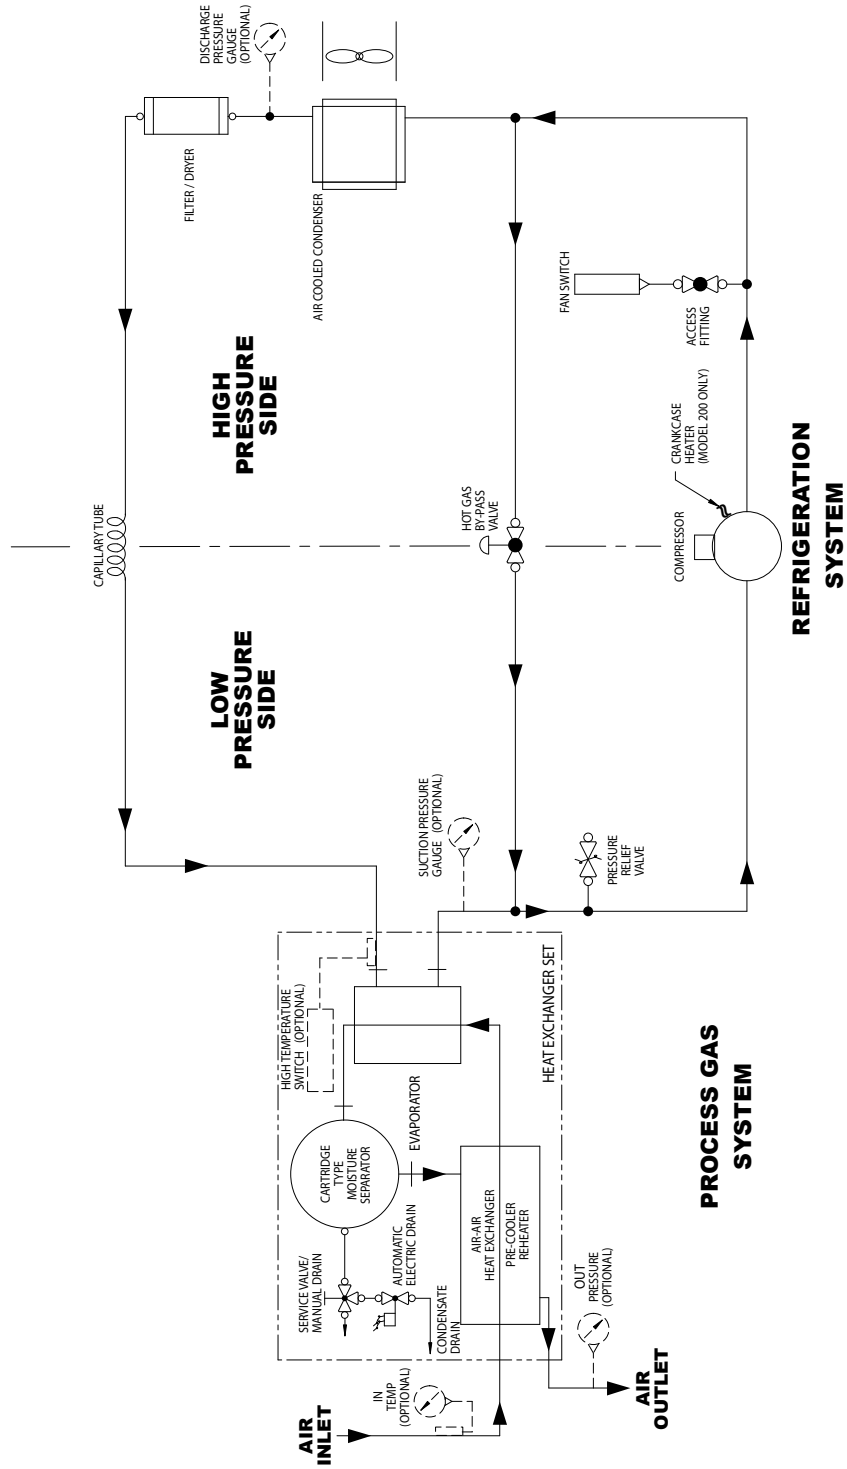 AIR
INLET
IN
TEMP
(OPTIONAL)
AIR
OUTLET
OUT
PRESSURE
(OPTIONAL)
SERVICE VALVE/
MANUAL DRAIN
AUTOMATIC
ELECTRIC DRAIN
CONDENSATE
DRAIN
CARTRIDGE
TYPE
MOISTURE
SEPARATOR
AIR-AIR
HEAT EXCHANGER
PRE-COOLER
REHEATER
EVAPORATOR
HIGH TEMPERATURE
SWITCH (OPTIONAL)
HEAT EXCHANGER SET
PROCESS GAS
SYSTEM
SUCTION PRESSURE
GAUGE (OPTIONAL)
PRESSURE
RELIEF
VALVE
LOW
PRESSURE
SIDE
CAPILLARY TUBE
HOT GAS
BY-PASS
VALVE
COMPRESSOR
CRANKCASE
HEATER
(MODEL 200 ONLY)
REFRIGERATION
SYSTEM
HIGH
PRESSURE
SIDE
AIR COOLED CONDENSER
FAN SWITCH
ACCESS
FITTING
FILTER / DRYER
DISCHARGE
PRESSURE
GAUGE
(OPTIONAL)